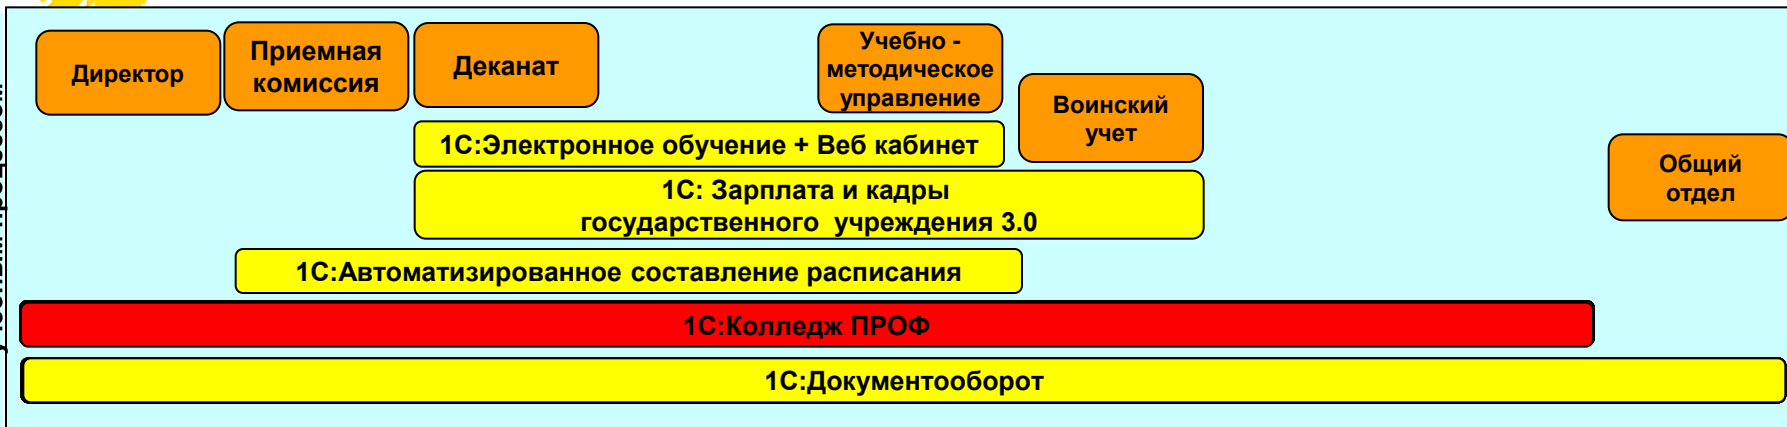 Директор
Приемная
комиссия
Деканат
Учебно -
методическое
управление
Воинский
учет
Общий
отдел
1С:Электронное обучение + Веб кабинет
1С: Зарплата и кадры
государственного учреждения 3.0
1С:Автоматизированное составление расписания
1С:Колледж ПРОФ
1С:Документооборот